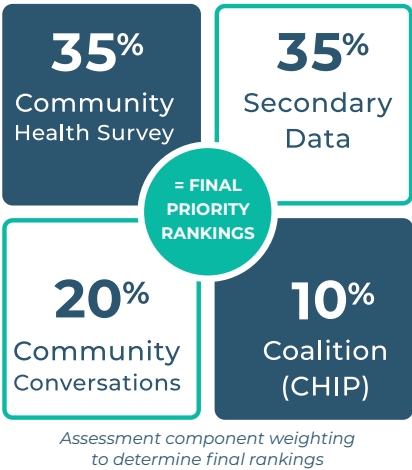 35%
Community
Health Survey
35%
Secondary
Data
= FINAL
PRIORITY
RANKINGS
20%
Community
Conversations
10%
Coalition
(CHIP)
Assessment component weighting
to determine final rankings